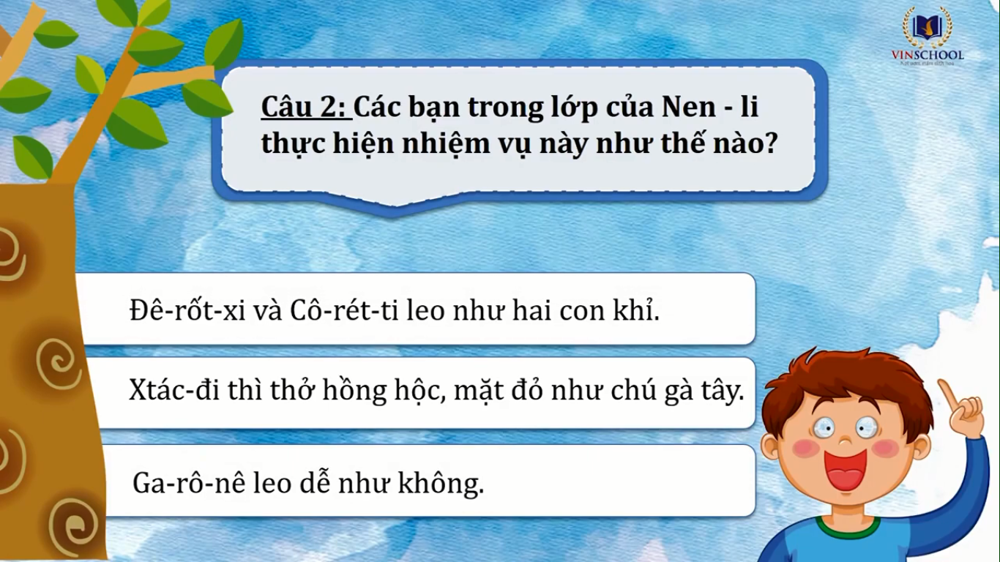 VINSCHOOL
Câu 2: Các bạn trong lớp của Nen - li
thực hiện nhiệm vụ này như thế nào?
Đê-rốt-xi và Cô-rét-ti leo như hai con khỉ.
Xtác-đi thì thở hồng hộc, mặt đỏ như chú gà tây.
Ga-rô-nê leo dễ như không.